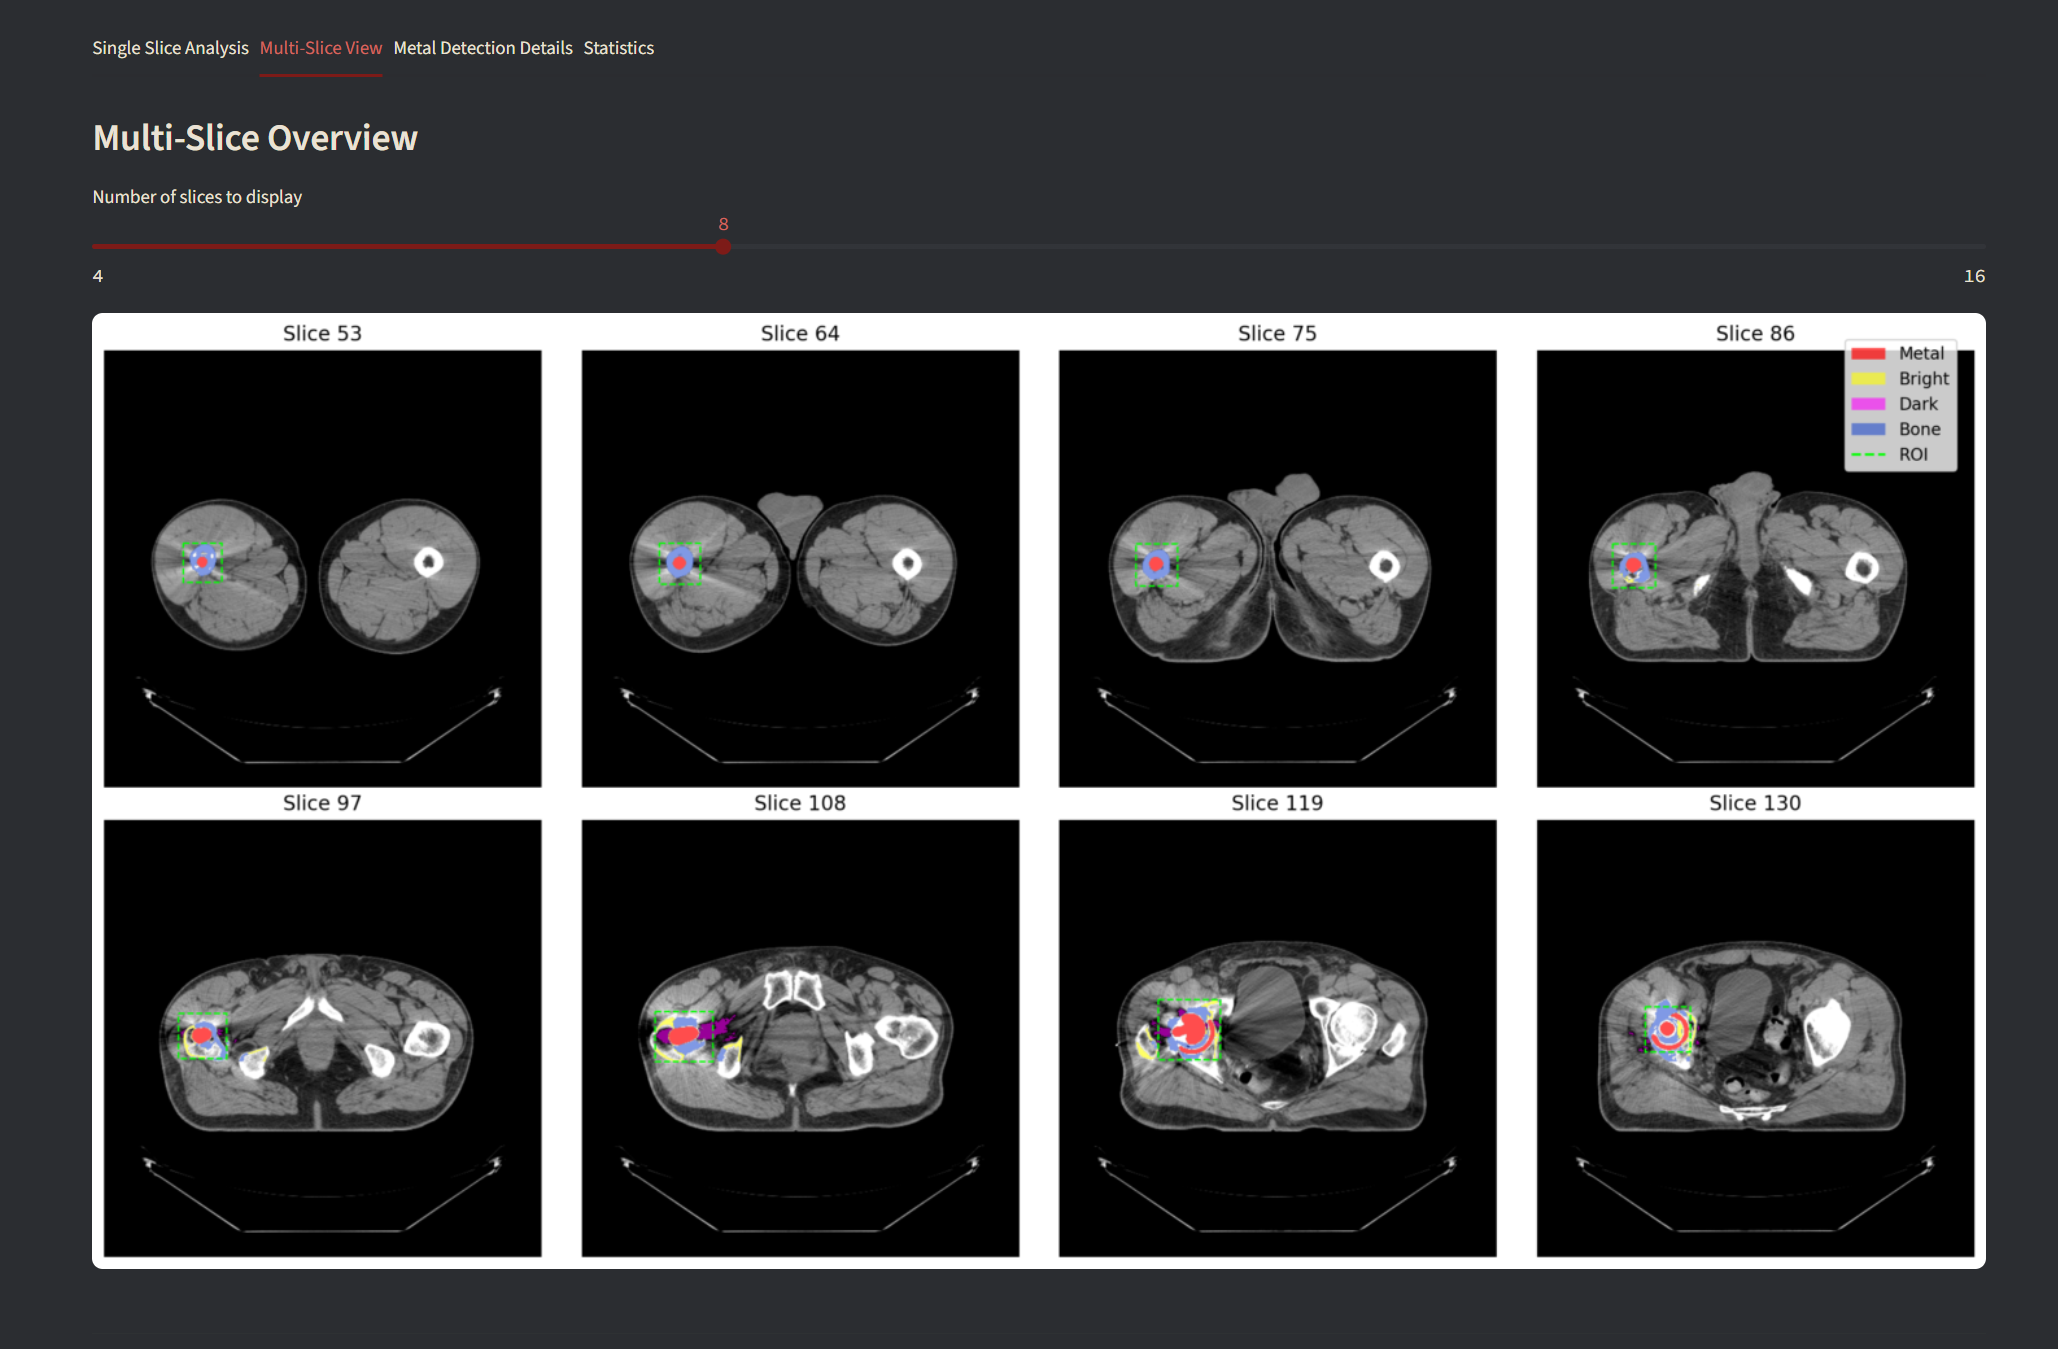 Single Slice Analysis Multi-Slice View Metal Detection Details Statistics
Multi-Slice Overview
Number of slices to display
8
4 16
Slice 53 Slice 64 Slice 75 Slice 86
Metal
Bright
Dark
Bone
ROI
Slice 97 Slice 108 Slice 119 Slice 130